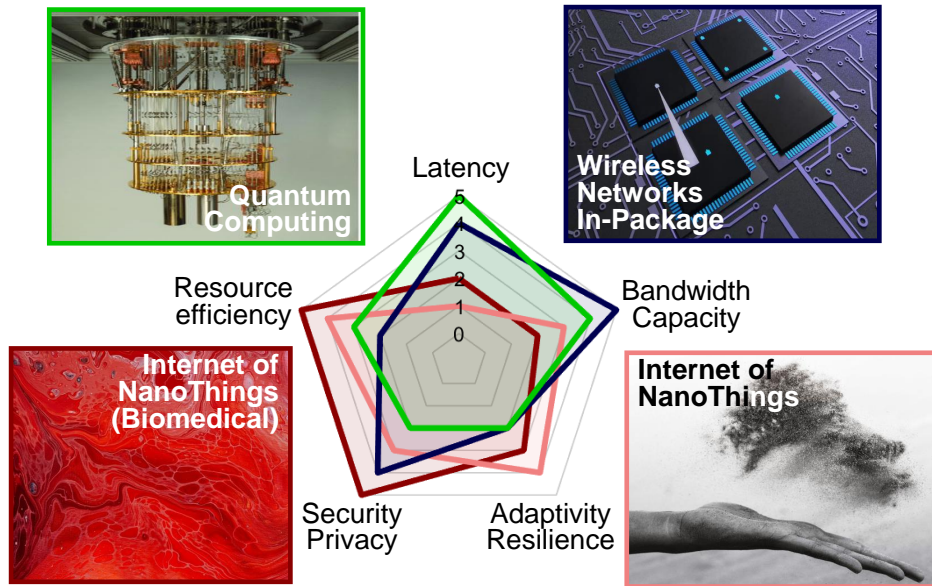 Quantum
Computing
Wireless
Networks
In-Package
Latency
5
4
3
2
1
0
Resource
efficiency
Bandwidth
Capacity
Internet of
NanoThings
(Biomedical)
Internet of
NanoThings
Security
Privacy
Adaptivity
Resilience